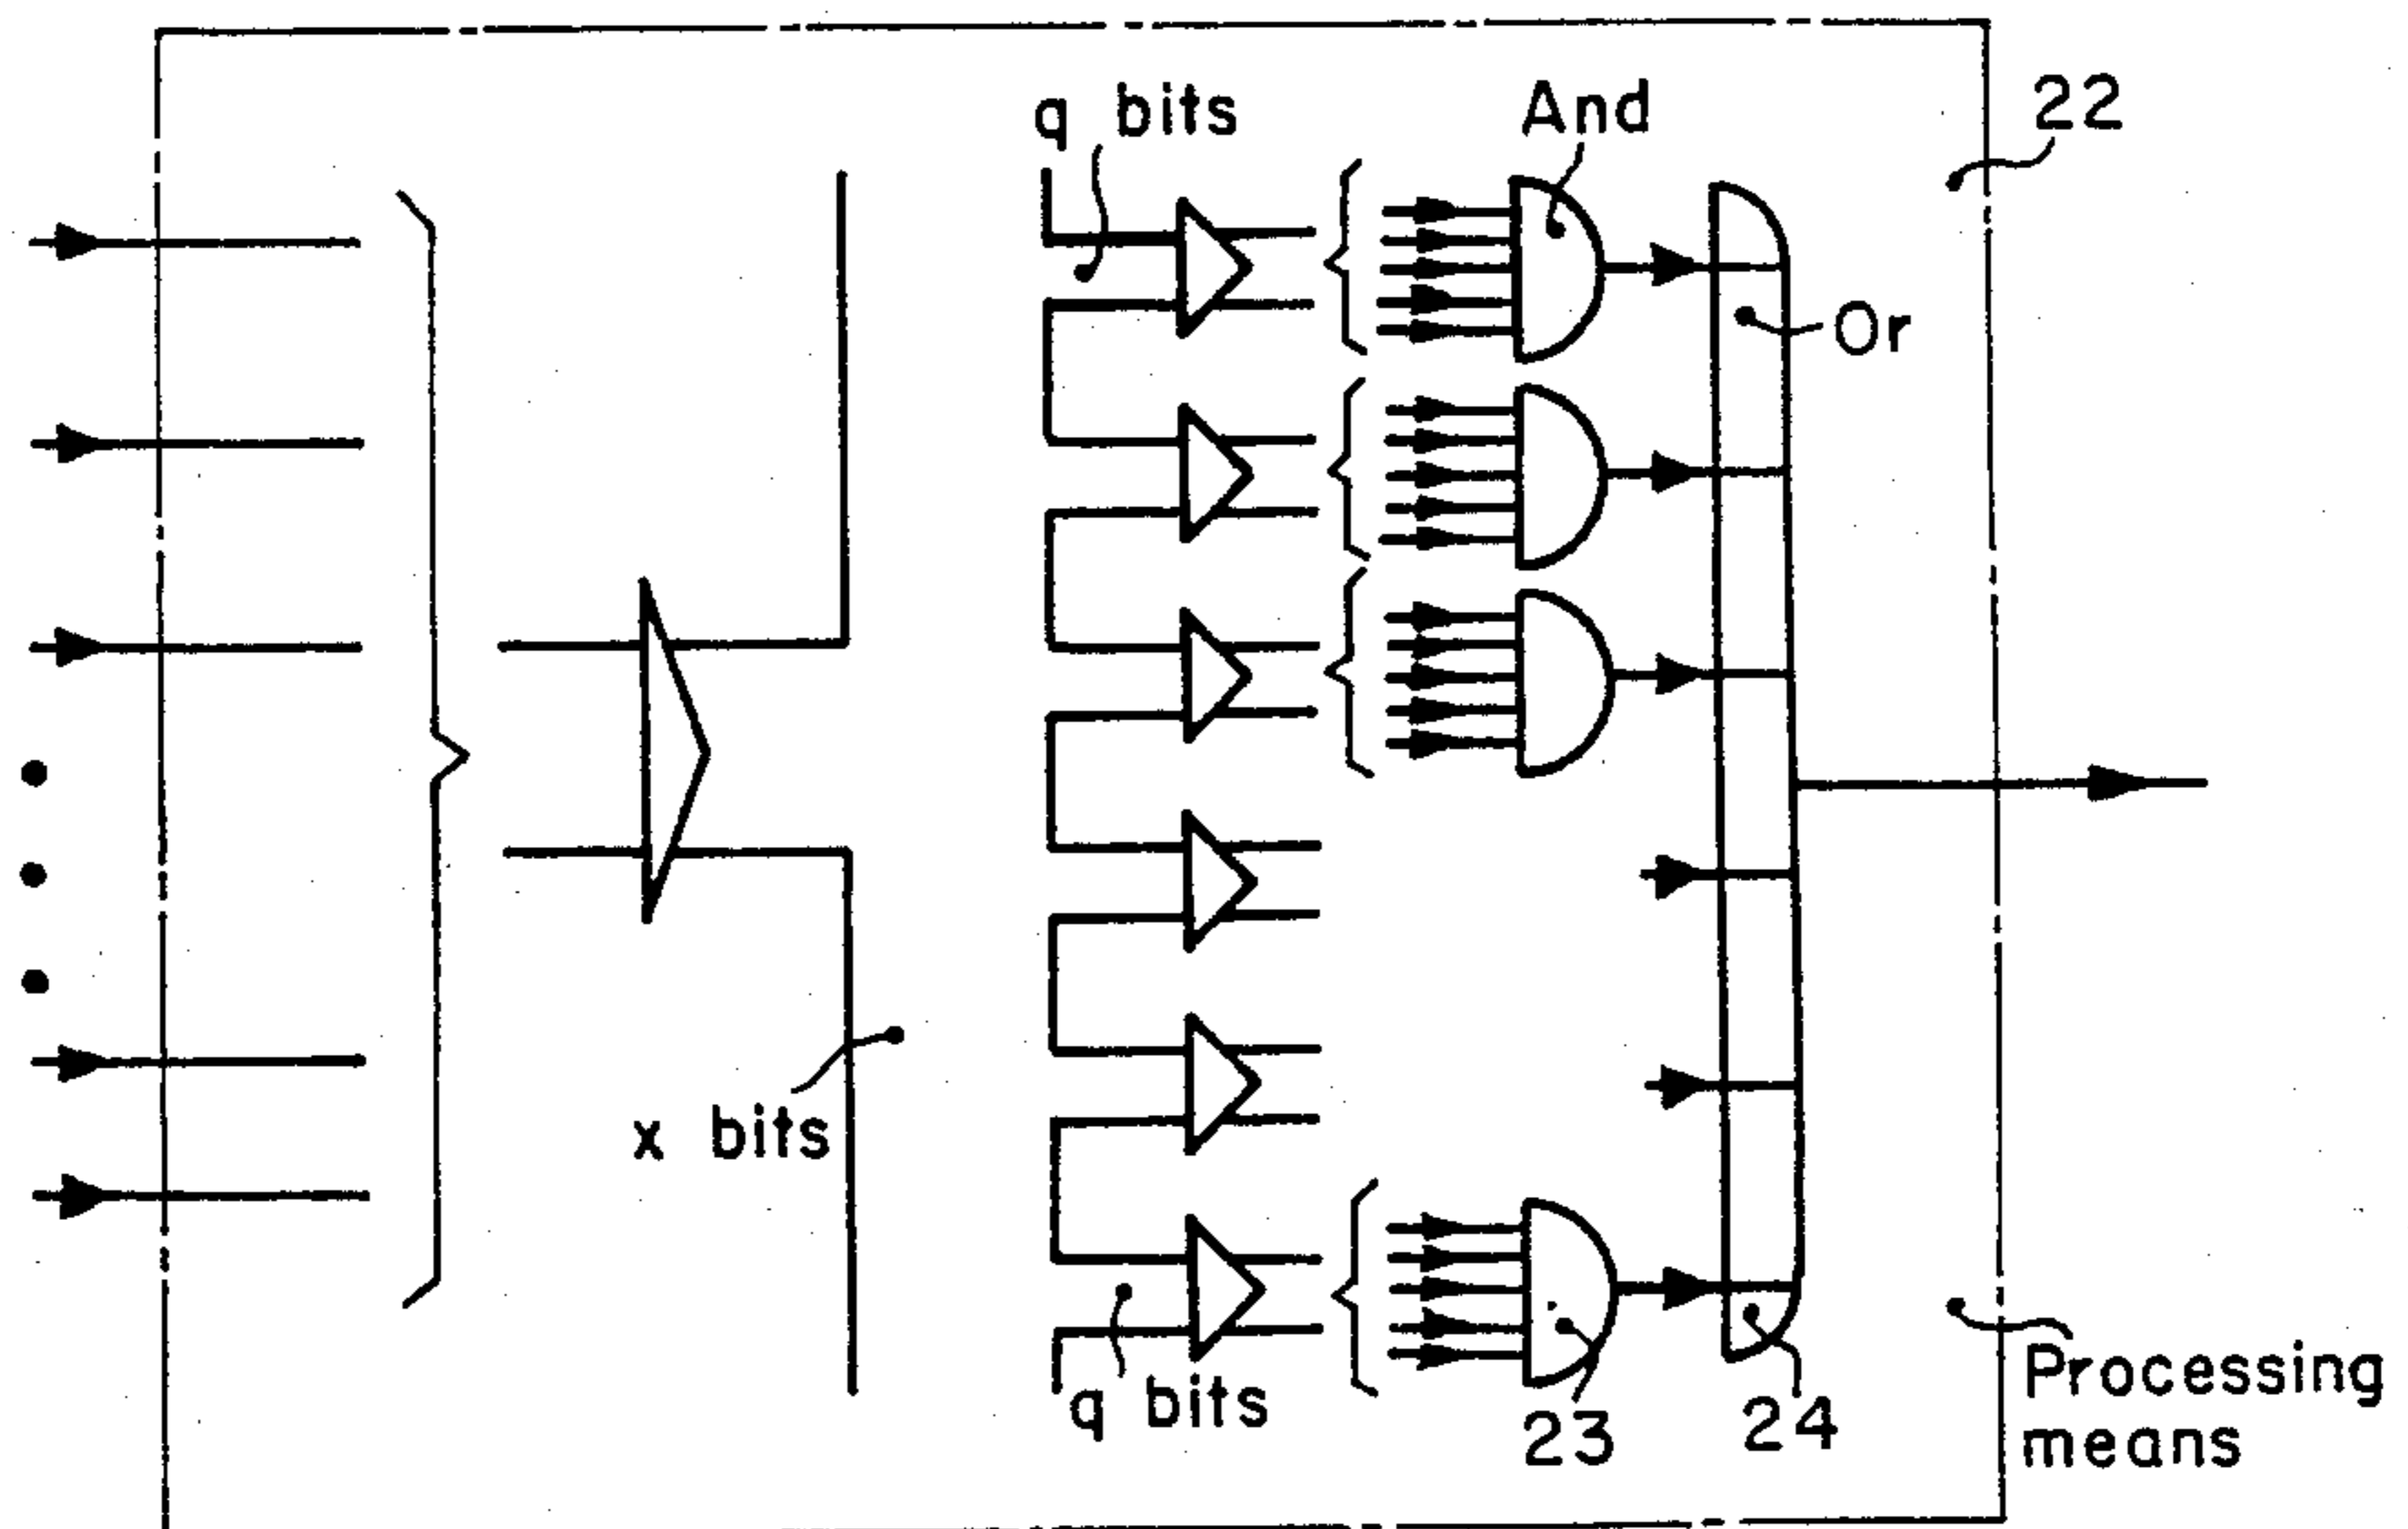 q bits
And
22
Or
x bits
q bits
23
24
Processing
means